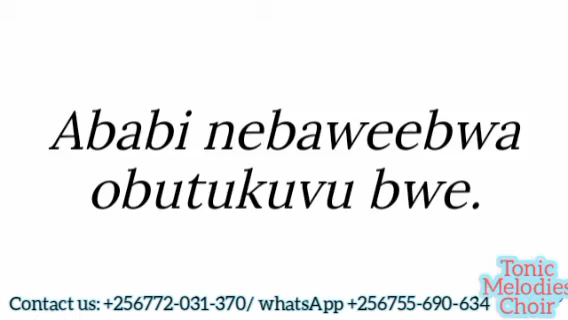 Ababi nebaweebwa
obutukuvu bwe.
Tonic
Melodies
Choir
Contact us: +256772-031-370/ whatsApp +256755-690-634